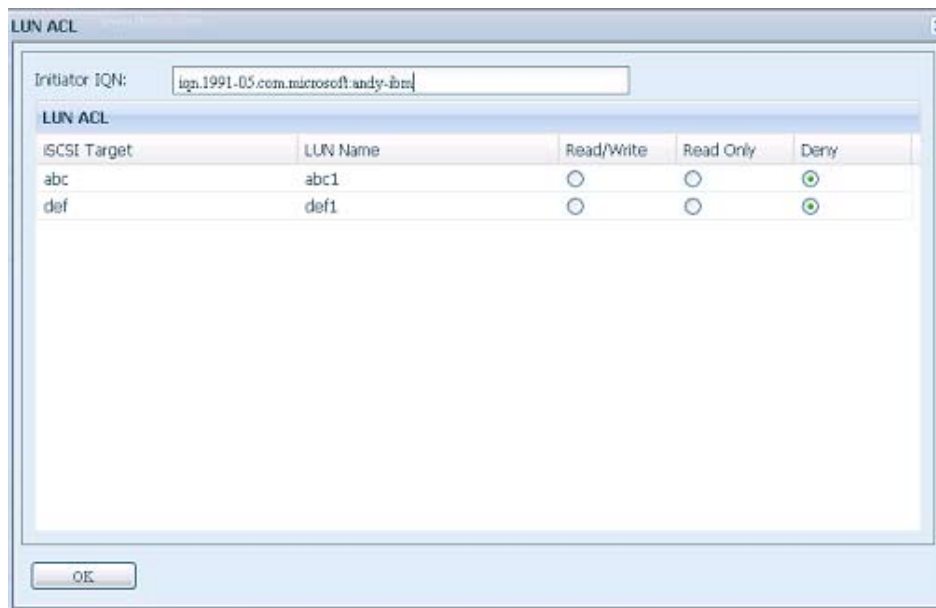 LUN ACL
Initiator IQN: iqn.1991-05.com.microsoft:andy-ibm
LUN ACL
iSCSI Target LUN Name Read/Write Read Only Deny
abc abc1
def def1
OK